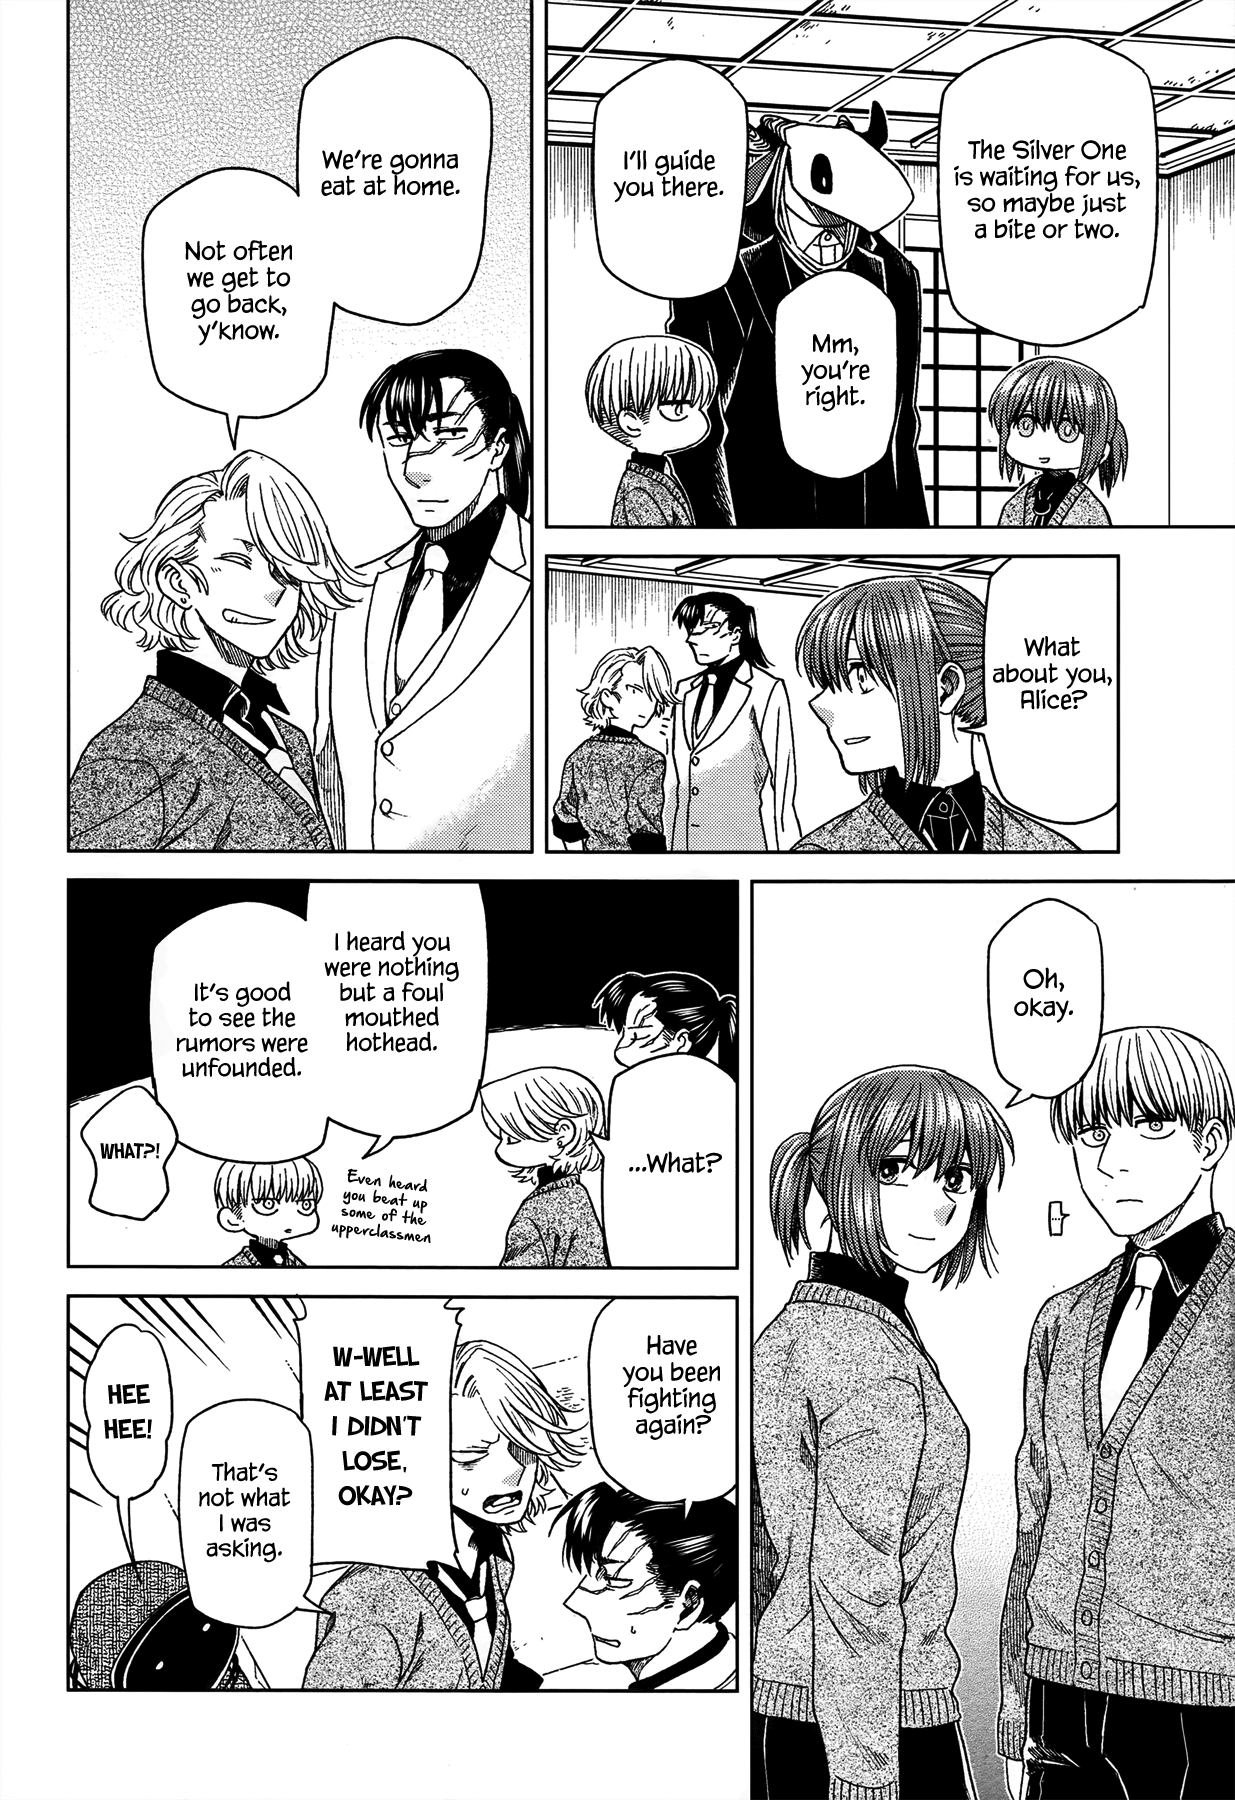 The Silver One
is waiting for us,
so maybe just
a bite or two.
Mm,
you're
right.
I'll guide
you there.
What
about you,
Alice?
We're gonna
eat at home.
Not often
we get to
go back,
y'know.
Oh,
okay.
...
...What?
I heard you
were nothing
but a foul
mouthed
hothead.
It's good
to see the
rumors were
unfounded.
Even heard
you beat up
some of the
upperclassmen
WHAT?!
Have
you been
fighting
again?
W-WELL
AT LEAST
I DIDN'T
LOSE,
OKAY?
That's
not what
I was
asking.
HEE
HEE!